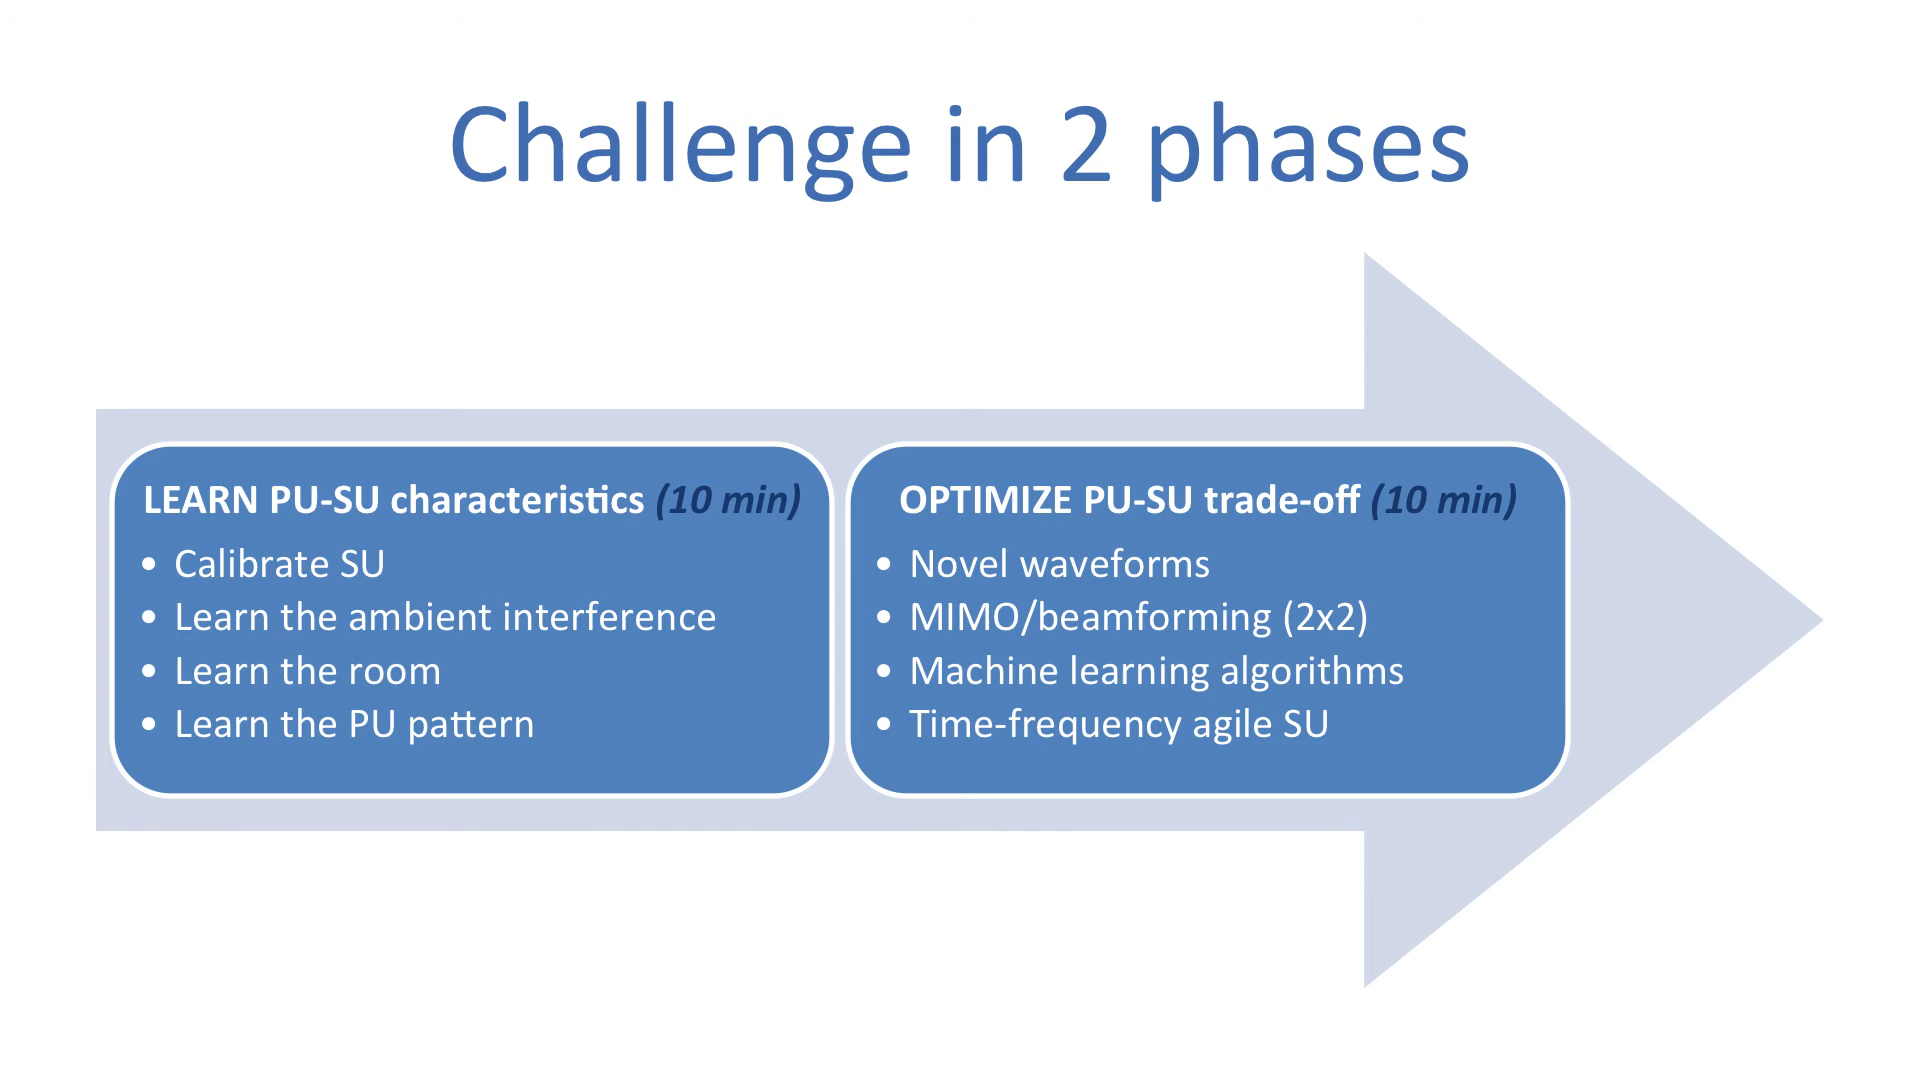 Challenge in 2 phases
LEARN PU-SU characteristics (10 min)
• Calibrate SU
• Learn the ambient interference
• Learn the room
• Learn the PU pattern
OPTIMIZE PU-SU trade-off (10 min)
• Novel waveforms
• MIMO/beamforming (2x2)
• Machine learning algorithms
• Time-frequency agile SU